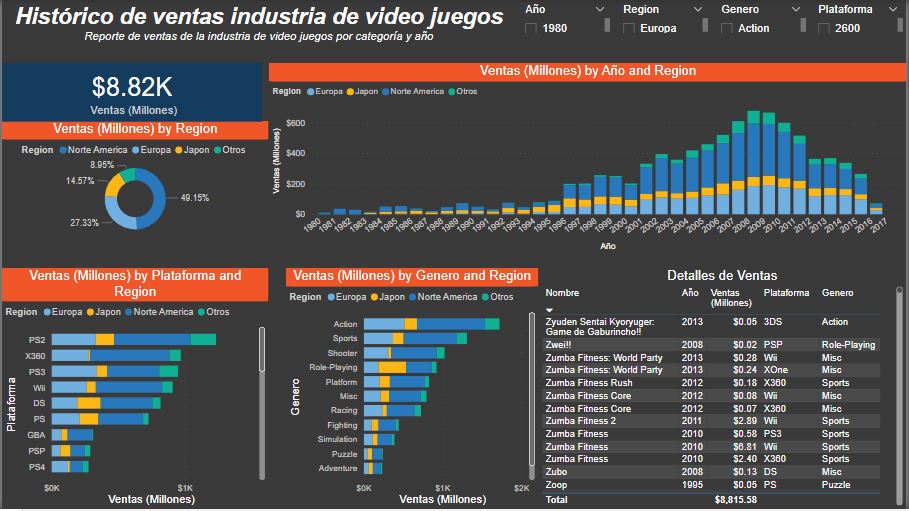 Histórico de ventas industria de video juegos
Reporte de ventas de la industria de video juegos por categoría y año
Año
1980
Region
Europa
Genero
Action
Plataforma
2600
$8.82K
Ventas (Millones)
Ventas (Millones) by Region
Region Norte America Europa Japon Otros
8.95%
14.57%
49.15%
27.33%
Ventas (Millones) by Año and Region
Region Europa Japon Norte America Otros
Ventas (Millones)
$600
$400
$200
$0
1980 1981 1982 1983 1984 1985 1986 1987 1988 1989 1990 1991 1992 1993 1994 1995 1996 1997 1998 1999 2000 2001 2002 2003 2004 2005 2006 2007 2008 2009 2010 2011 2012 2013 2014 2015 2016 2017
Año
Ventas (Millones) by Plataforma and
Region
Region Europa Japon Norte America Otros
Plataforma
PS2
X360
PS3
Wii
DS
PS
GBA
PSP
PS4
$0K $1K
Ventas (Millones)
Ventas (Millones) by Genero and Region
Region Europa Japon Norte America Otros
Genero
Action
Sports
Shooter
Role-Playing
Platform
Misc
Racing
Fighting
Simulation
Puzzle
Adventure
$0K $1K $2K
Ventas (Millones)
Detalles de Ventas
Nombre Año Ventas Plataforma Genero
(Millones)
Zyuden Sentai Kyoryuger: 2013 $0.05 3DS Action
Game de Gaburincho!!
Zwei!! 2008 $0.02 PSP Role-Playing
Zumba Fitness: World Party 2013 $0.28 Wii Misc
Zumba Fitness: World Party 2013 $0.24 XOne Misc
Zumba Fitness Rush 2012 $0.18 X360 Sports
Zumba Fitness Core 2012 $0.08 Wii Misc
Zumba Fitness Core 2012 $0.07 X360 Misc
Zumba Fitness 2 2011 $2.89 Wii Sports
Zumba Fitness 2010 $0.58 PS3 Sports
Zumba Fitness 2010 $6.81 Wii Sports
Zumba Fitness 2010 $2.40 X360 Sports
Zubo 2008 $0.13 DS Misc
Zoop 1995 $0.05 PS Puzzle
Total $8,815.58